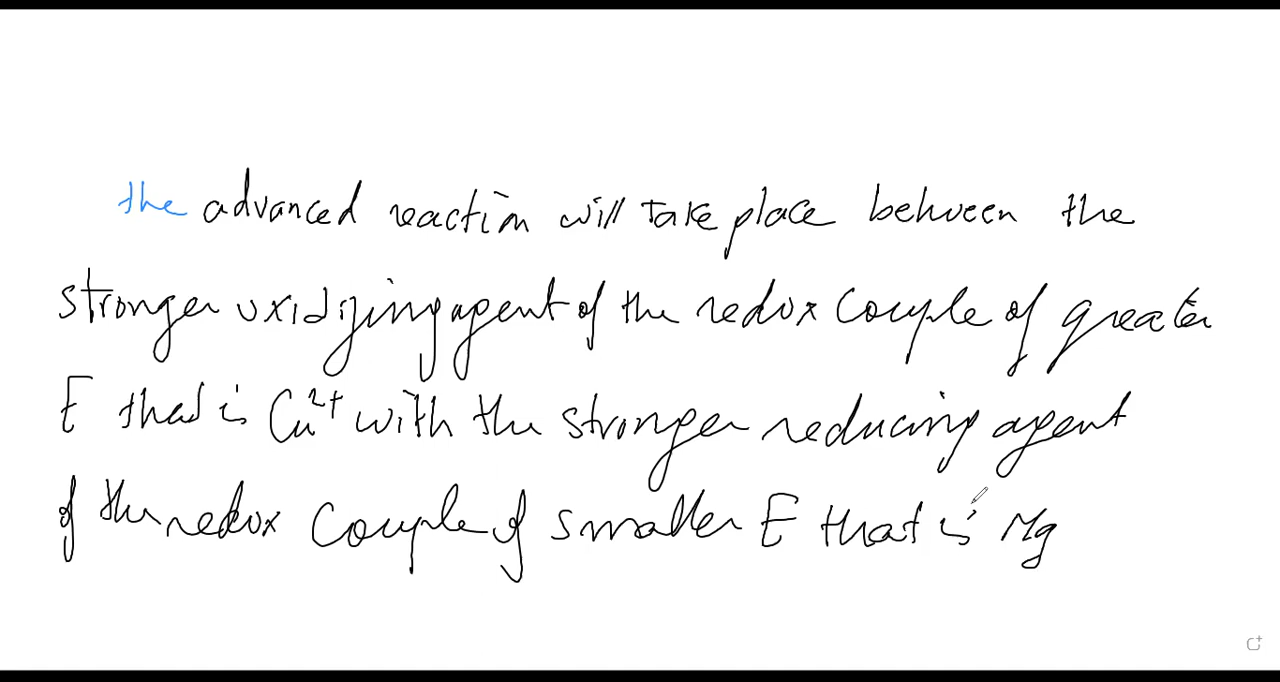 the advanced reaction will take place between the
stronger oxidizing agent of the redox couple of greater
E that is Cu²⁺ with the stronger reducing agent
of the redox couple of smaller E that is Mg